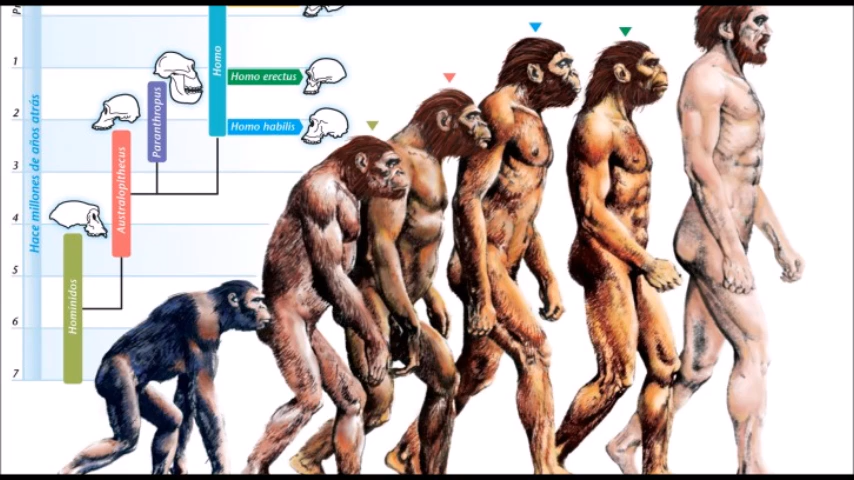 1
2
3
4
5
6
7
Hace millones de años atrás
Hominidos
Australopithecus
Paranthropus
Homo
Homo erectus
Homo habilis